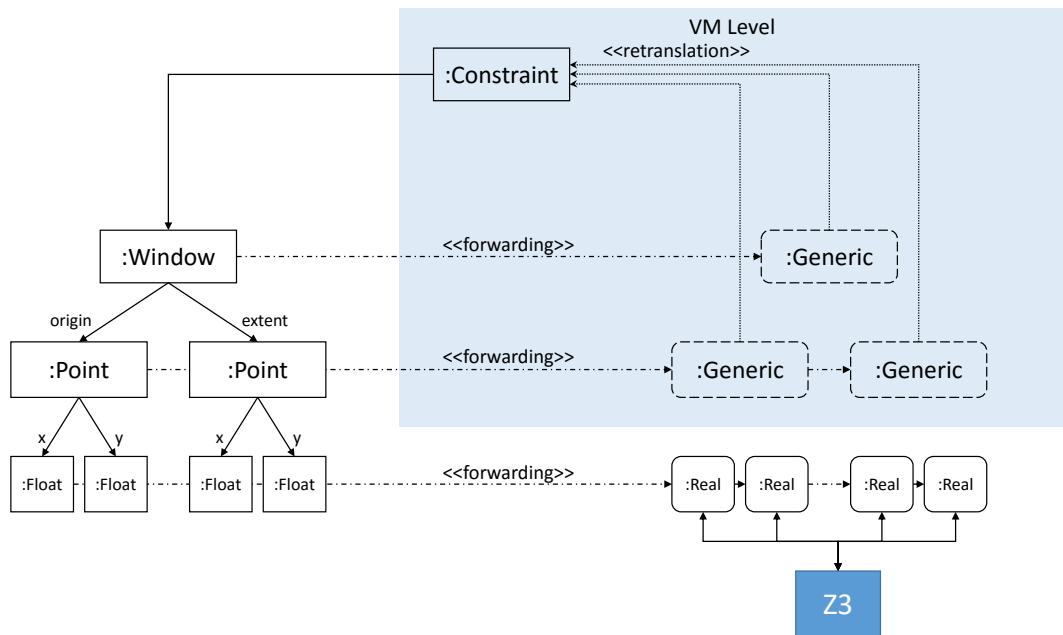 VM Level
<<retranslation>>
:Constraint
:Window
<<forwarding>>
:Generic
origin
extent
:Point
:Point
<<forwarding>>
:Generic
:Generic
x
y
x
y
:Float
:Float
:Float
:Float
<<forwarding>>
:Real
:Real
:Real
:Real
Z3